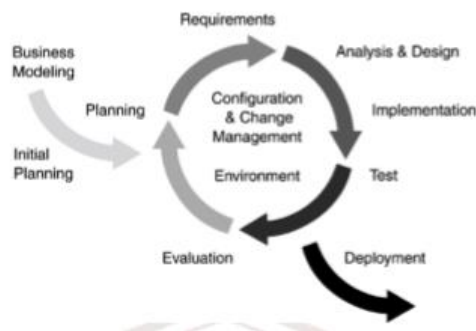 Requirements
Business
Modeling
Analysis & Design
Planning
Configuration
& Change
Management
Implementation
Initial
Planning
Environment
Test
Evaluation
Deployment